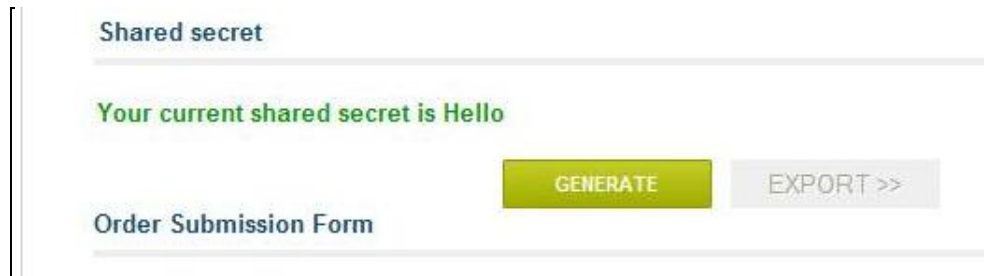 Shared secret
Your current shared secret is Hello
GENERATE EXPORT >>
Order Submission Form